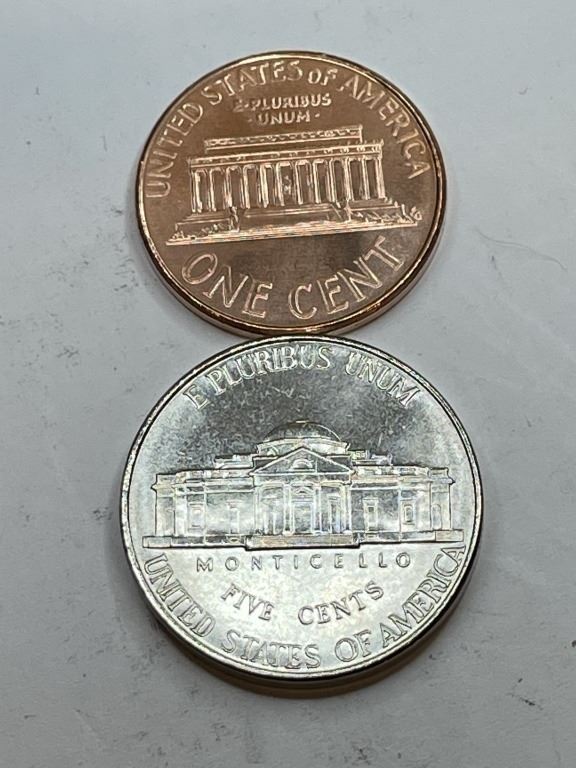 UNITED STATES OF AMERICA
E·PLURIBUS
·UNUM·
ONE CENT
E PLURIBUS UNUM
MONTICELLO
FIVE CENTS
UNITED STATES OF AMERICA